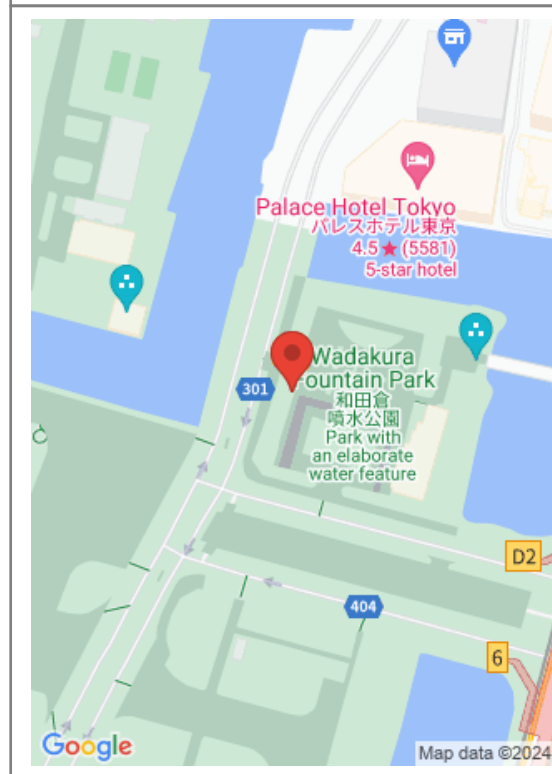 Palace Hotel Tokyo
パレスホテル東京
4.5★(5581)
5-star hotel
301
Wadakura
Fountain Park
和田倉
噴水公園
Park with
an elaborate
water feature
D2
404
6
Google
Map data ©2024